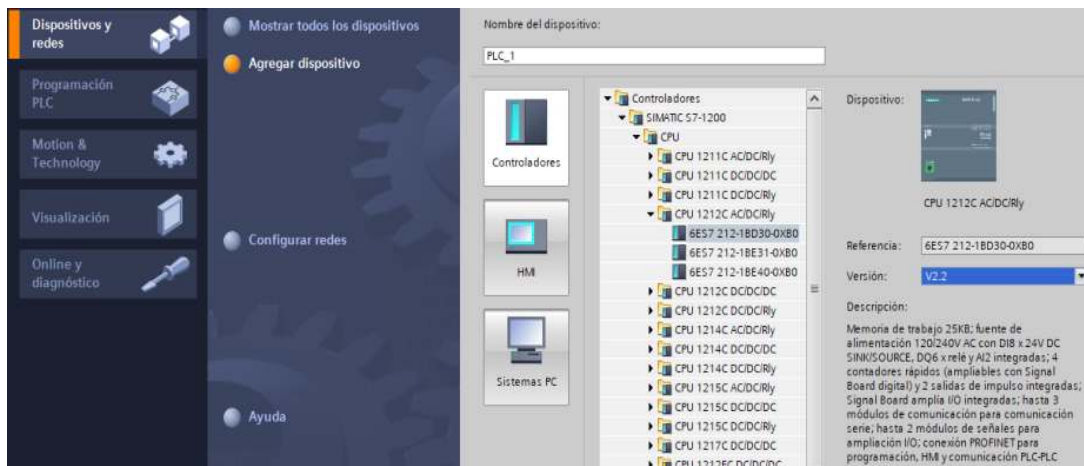 Dispositivos y
redes
Programación
PLC
Motion &
Technology
Visualización
Online y
diagnóstico
Mostrar todos los dispositivos
Agregar dispositivo
Configurar redes
Ayuda
Nombre del dispositivo:
PLC_1
Controladores
HMI
Sistemas PC
Controladores
SIMATIC S7-1200
CPU
CPU 1211C AC/DC/Rly
CPU 1211C DC/DC/DC
CPU 1211C DC/DC/Rly
CPU 1212C AC/DC/Rly
6ES7 212-1BD30-0XB0
6ES7 212-1BE31-0XB0
6ES7 212-1BE40-0XB0
CPU 1212C DC/DC/DC
CPU 1212C DC/DC/Rly
CPU 1214C AC/DC/Rly
CPU 1214C DC/DC/DC
CPU 1214C DC/DC/Rly
CPU 1215C AC/DC/Rly
CPU 1215C DC/DC/DC
CPU 1215C DC/DC/Rly
CPU 1217C DC/DC/DC
CPU 1212FC DC/DC/DC
Dispositivo:
CPU 1212C AC/DC/Rly
Referencia: 6ES7 212-1BD30-0XB0
Versión: V2.2
Descripción:
Memoria de trabajo 25KB; fuente de
alimentación 120/240V AC con DI8 x 24V DC
SINK/SOURCE, DQ6 x relé y AI2 integradas; 4
contadores rápidos (ampliables con Signal
Board digital) y 2 salidas de impulso integradas;
Signal Board amplía I/O integradas; hasta 3
módulos de comunicación para comunicación
serie; hasta 2 módulos de señales para
ampliación I/O; conexión PROFINET para
programación, HMI y comunicación PLC-PLC